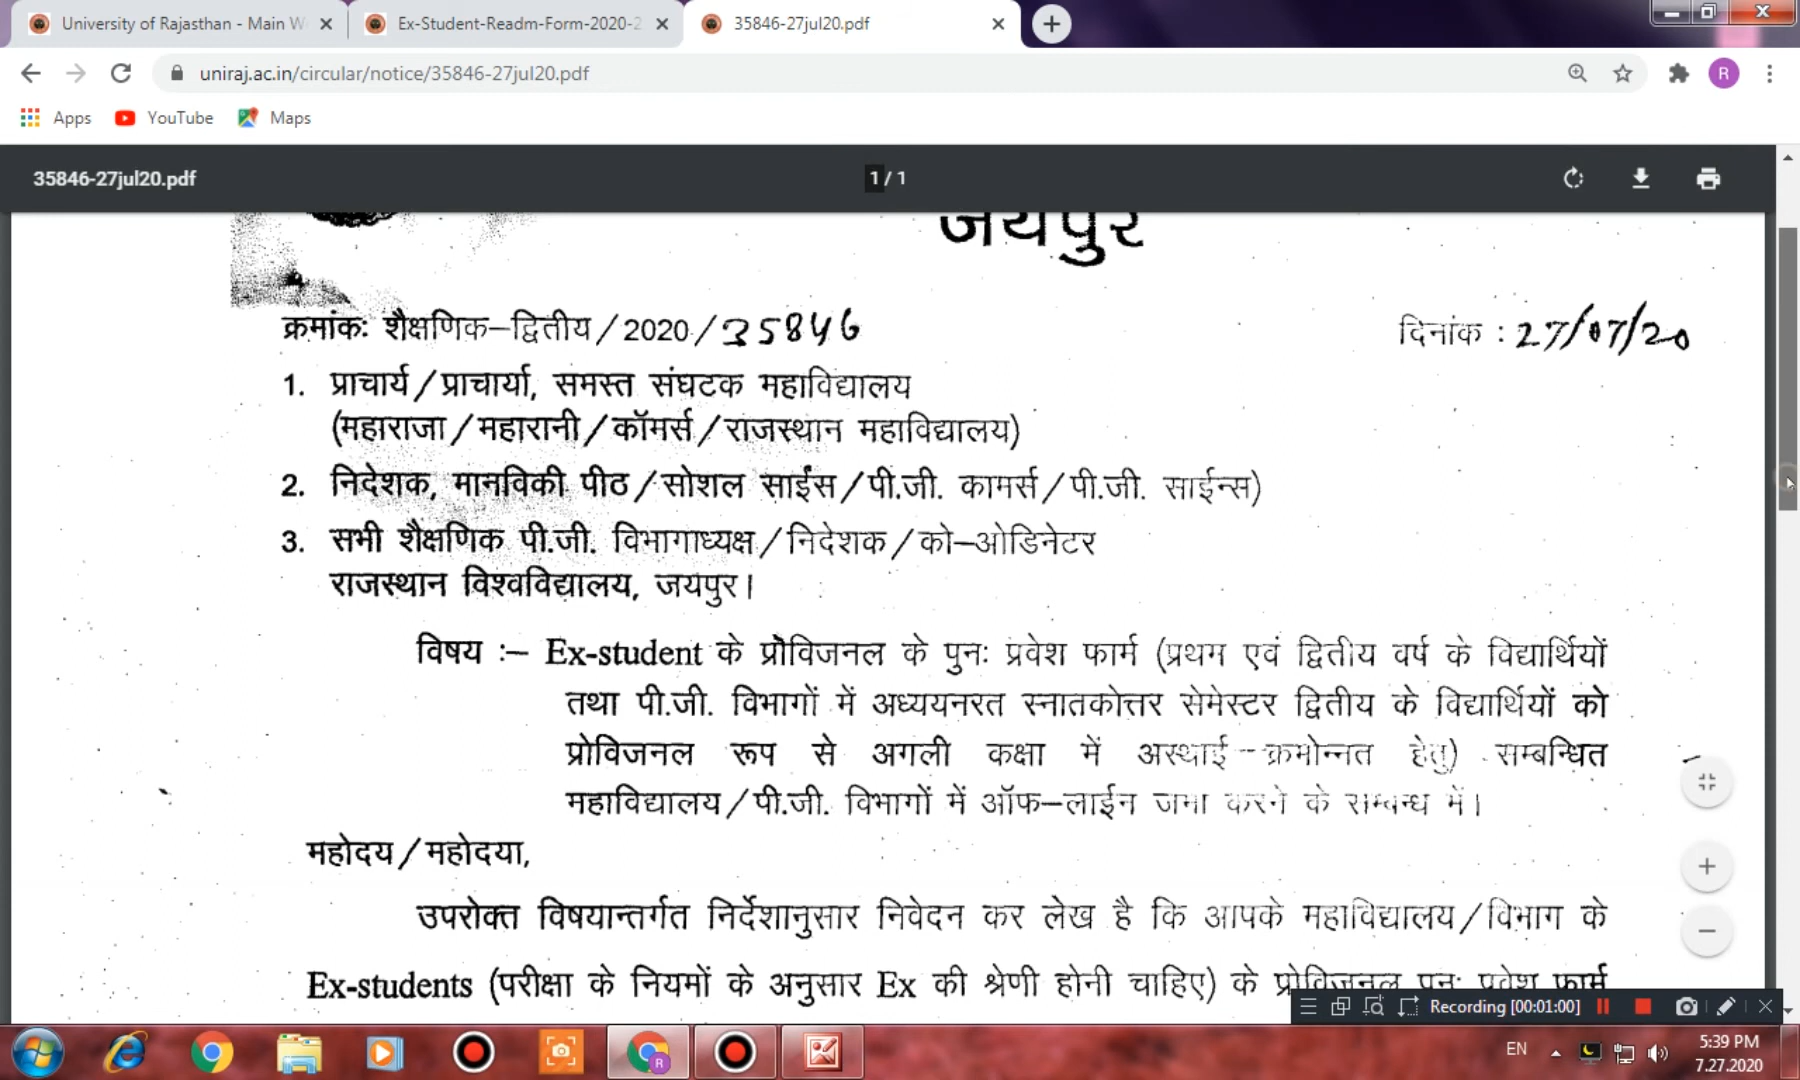 University of Rajasthan - Main W
Ex-Student-Readm-Form-2020-2
35846-27jul20.pdf
uniraj.ac.in/circular/notice/35846-27jul20.pdf
R
Apps
YouTube
Maps
35846-27jul20.pdf
1 / 1
जयपुर
क्रमांकः शैक्षणिक–द्वितीय/2020/35846
दिनांक : 27/07/20
1. प्राचार्य/प्राचार्या, समस्त संघटक महाविद्यालय
(महाराजा/महारानी/कॉमर्स/राजस्थान महाविद्यालय)
2. निदेशक, मानविकी पीठ/सोशल साईंस/पी.जी. कामर्स/पी.जी. साईन्स)
3. सभी शैक्षणिक पी.जी. विभागाध्यक्ष/निदेशक/को–ओडिनेटर
राजस्थान विश्वविद्यालय, जयपुर।
विषय :– Ex-student के प्रोविजनल के पुनः प्रवेश फार्म (प्रथम एवं द्वितीय वर्ष के विद्यार्थियों
तथा पी.जी. विभागों में अध्ययनरत स्नातकोत्तर सेमेस्टर द्वितीय के विद्यार्थियों को
प्रोविजनल रूप से अगली कक्षा में अस्थाई क्रमोन्नत हेतु) सम्बन्धित
महाविद्यालय/पी.जी. विभागों में ऑफ–लाईन जमा करने के सम्बन्ध में।
महोदय/महोदया,
उपरोक्त विषयान्तर्गत निर्देशानुसार निवेदन कर लेख है कि आपके महाविद्यालय/विभाग के
Ex-students (परीक्षा के नियमों के अनुसार Ex की श्रेणी होनी चाहिए) के प्रोविजनल पुनः प्रवेश फार्म
Recording [00:01:00]
R
EN
5:39 PM
7.27.2020